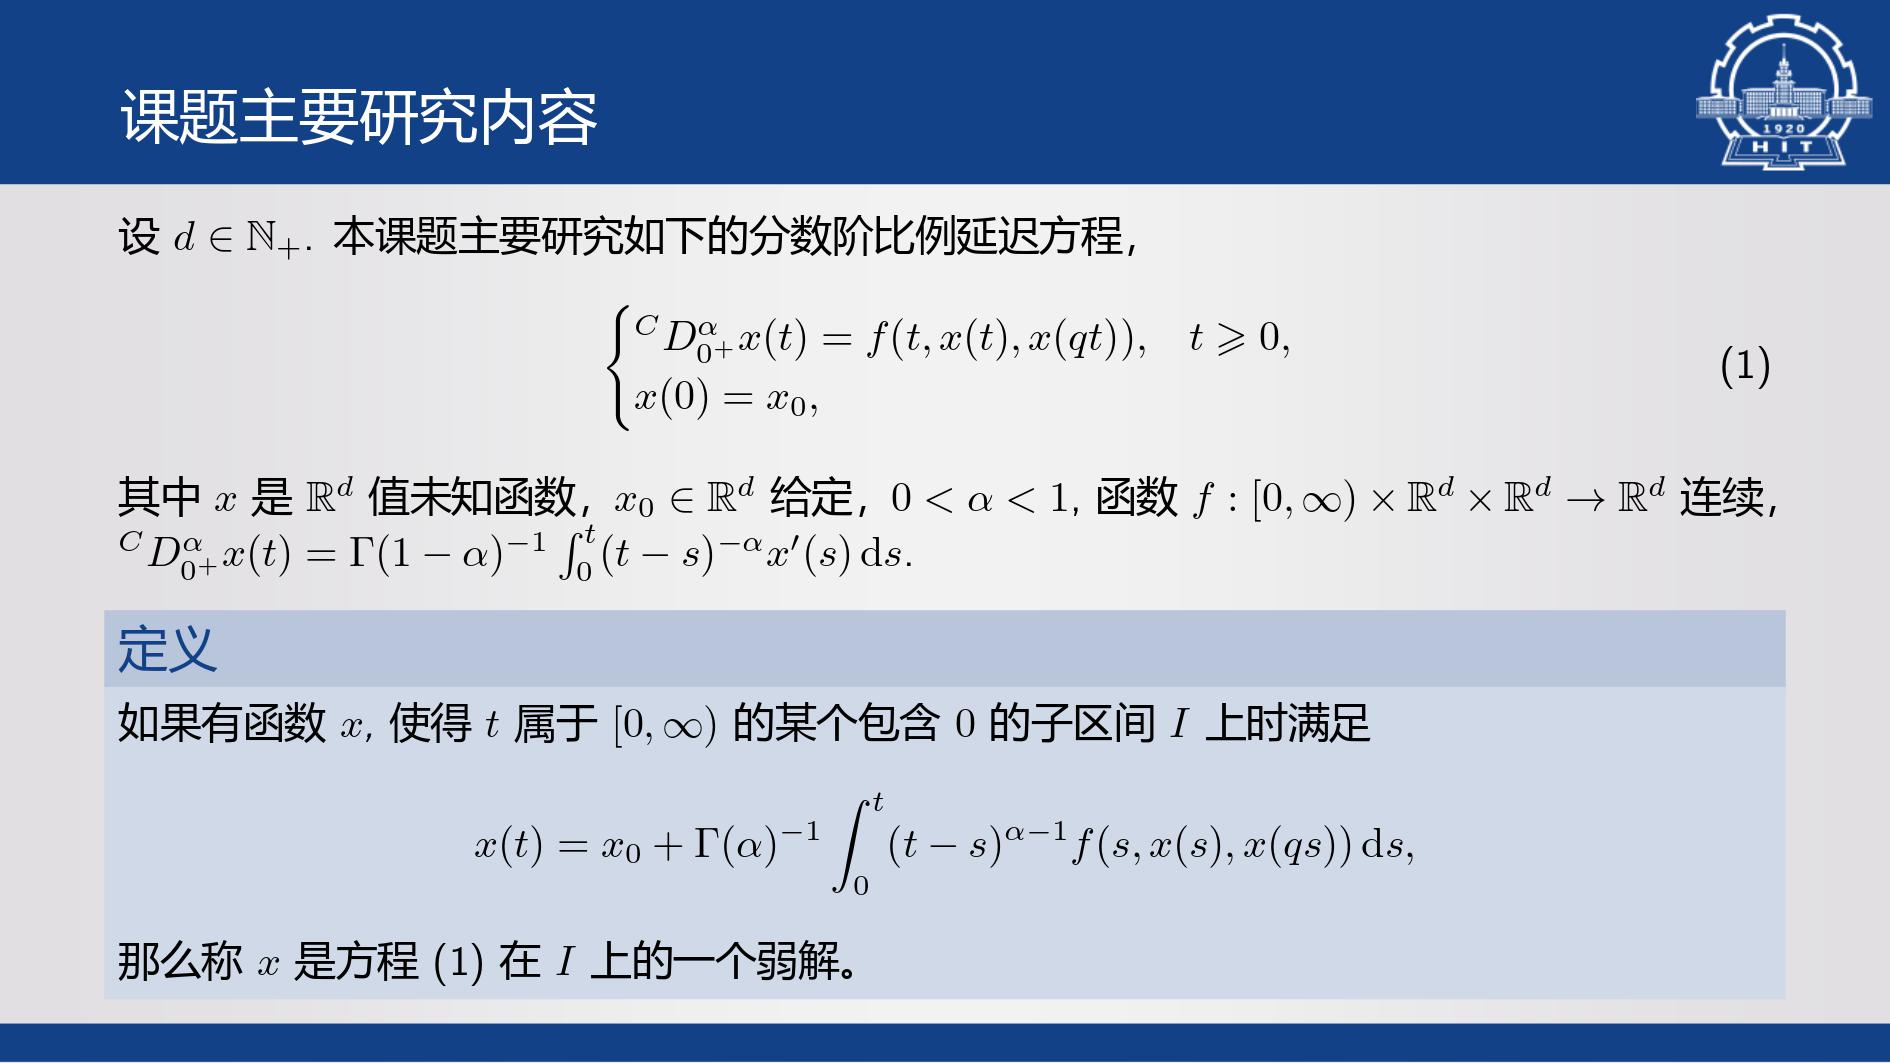 课题主要研究内容
1920
HIT
设 d ∈ ℕ₊. 本课题主要研究如下的分数阶比例延迟方程,
{ ^C D^α_{0^+} x(t) = f(t, x(t), x(qt)), t ⩾ 0,
x(0) = x₀,
(1)
其中 x 是 ℝ^d 值未知函数, x₀ ∈ ℝ^d 给定, 0 < α < 1, 函数 f : [0, ∞) × ℝ^d × ℝ^d → ℝ^d 连续,
^C D^α_{0^+} x(t) = Γ(1 − α)^{−1} ∫_0^t (t − s)^{−α} x′(s) ds.
定义
如果有函数 x, 使得 t 属于 [0, ∞) 的某个包含 0 的子区间 I 上时满足
x(t) = x₀ + Γ(α)^{−1} ∫_0^t (t − s)^{α−1} f(s, x(s), x(qs)) ds,
那么称 x 是方程 (1) 在 I 上的一个弱解。